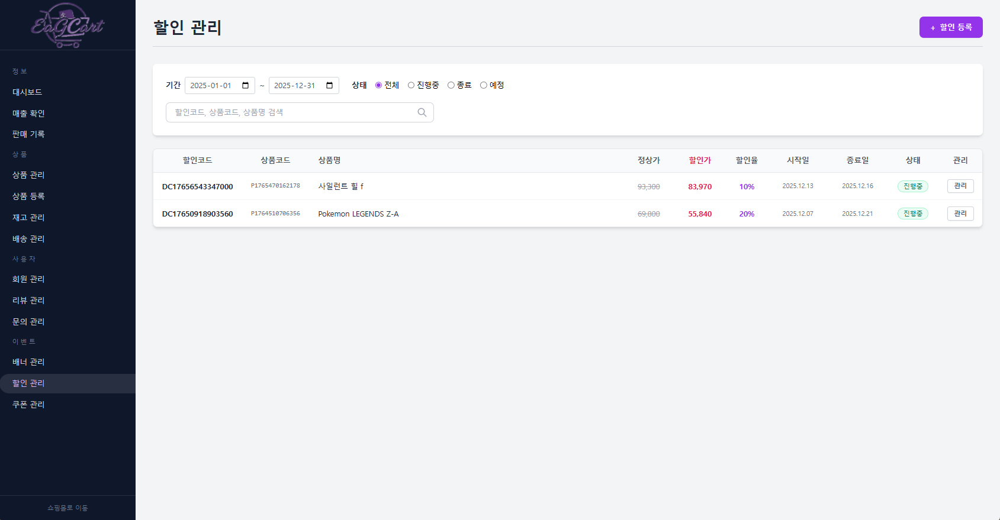 EaGCart
정보
대시보드
매출 확인
판매 기록
상품
상품 관리
상품 등록
재고 관리
배송 관리
사용자
회원 관리
리뷰 관리
문의 관리
이벤트
배너 관리
할인 관리
쿠폰 관리
쇼핑몰로 이동
할인 관리
+ 할인 등록
기간 2025-01-01 ~ 2025-12-31 상태 전체 진행중 종료 예정
할인코드, 상품코드, 상품명 검색
할인코드 상품코드 상품명 정상가 할인가 할인율 시작일 종료일 상태 관리
DC17656543347000 P1765470162178 사일런트 힐 f 93,300 83,970 10% 2025.12.13 2025.12.16 진행중 관리
DC17650918903560 P1764510706356 Pokemon LEGENDS Z-A 69,800 55,840 20% 2025.12.07 2025.12.21 진행중 관리